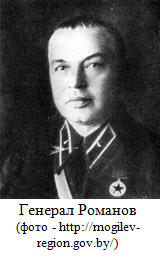 Генерал Романов
(фото - http://mogilev-
region.gov.by/)